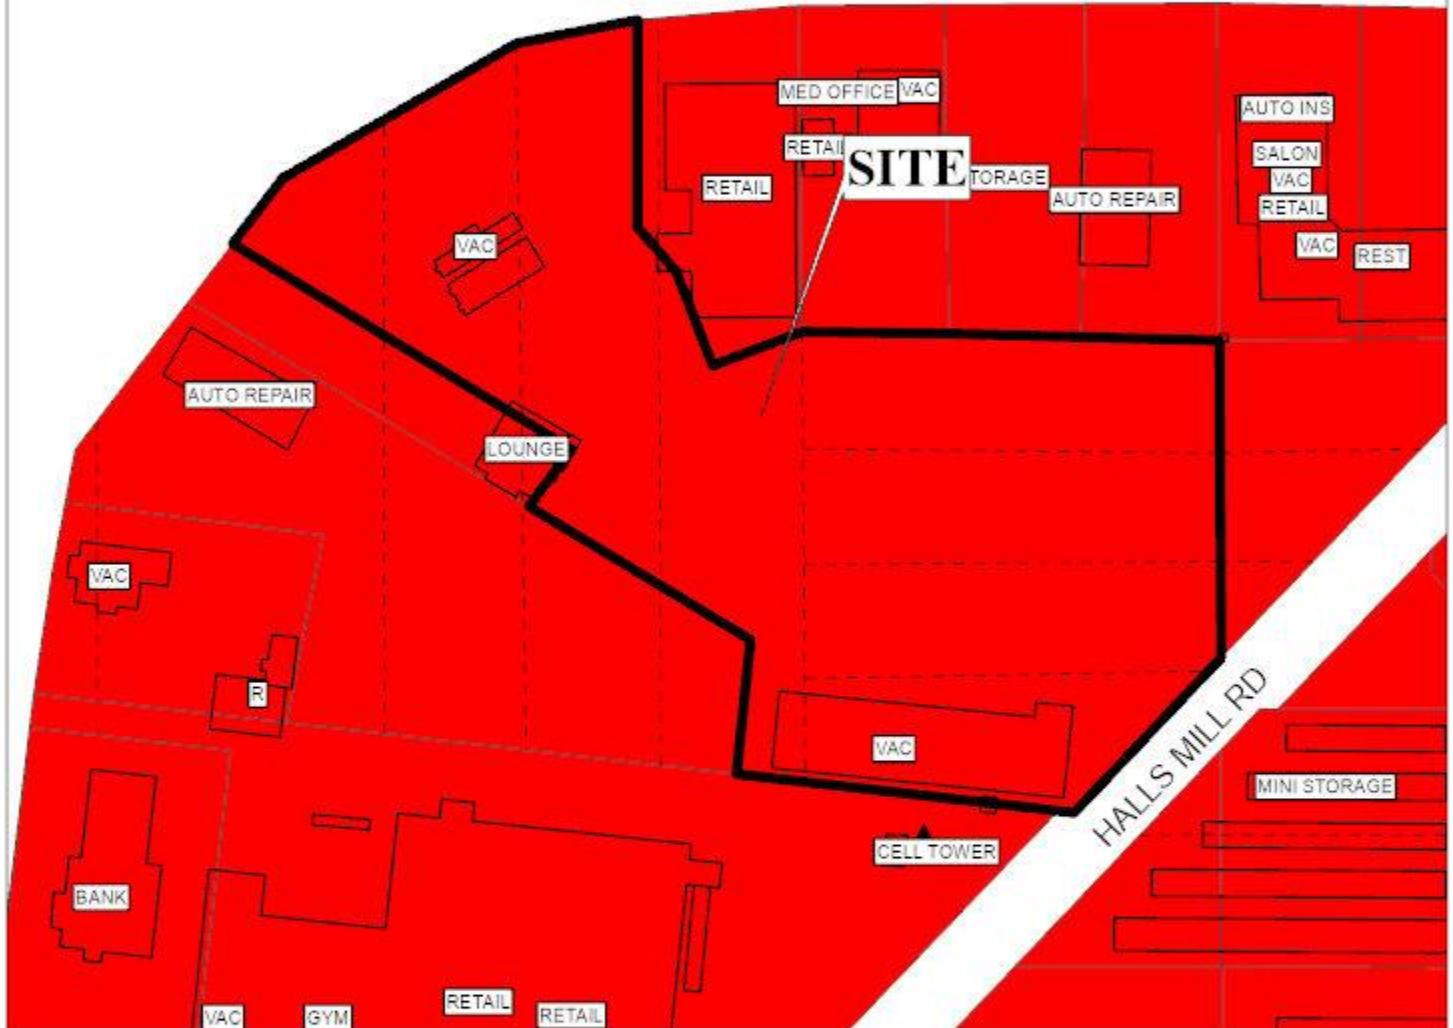 MED OFFICE
VAC
AUTO INS
RETAIL
SITE
TORAGE
SALON
VAC
RETAIL
AUTO REPAIR
RETAIL
VAC
VAC
REST
AUTO REPAIR
LOUNGE
VAC
R
VAC
HALLS MILL RD
MINI STORAGE
CELL TOWER
BANK
RETAIL
RETAIL
VAC
GYM